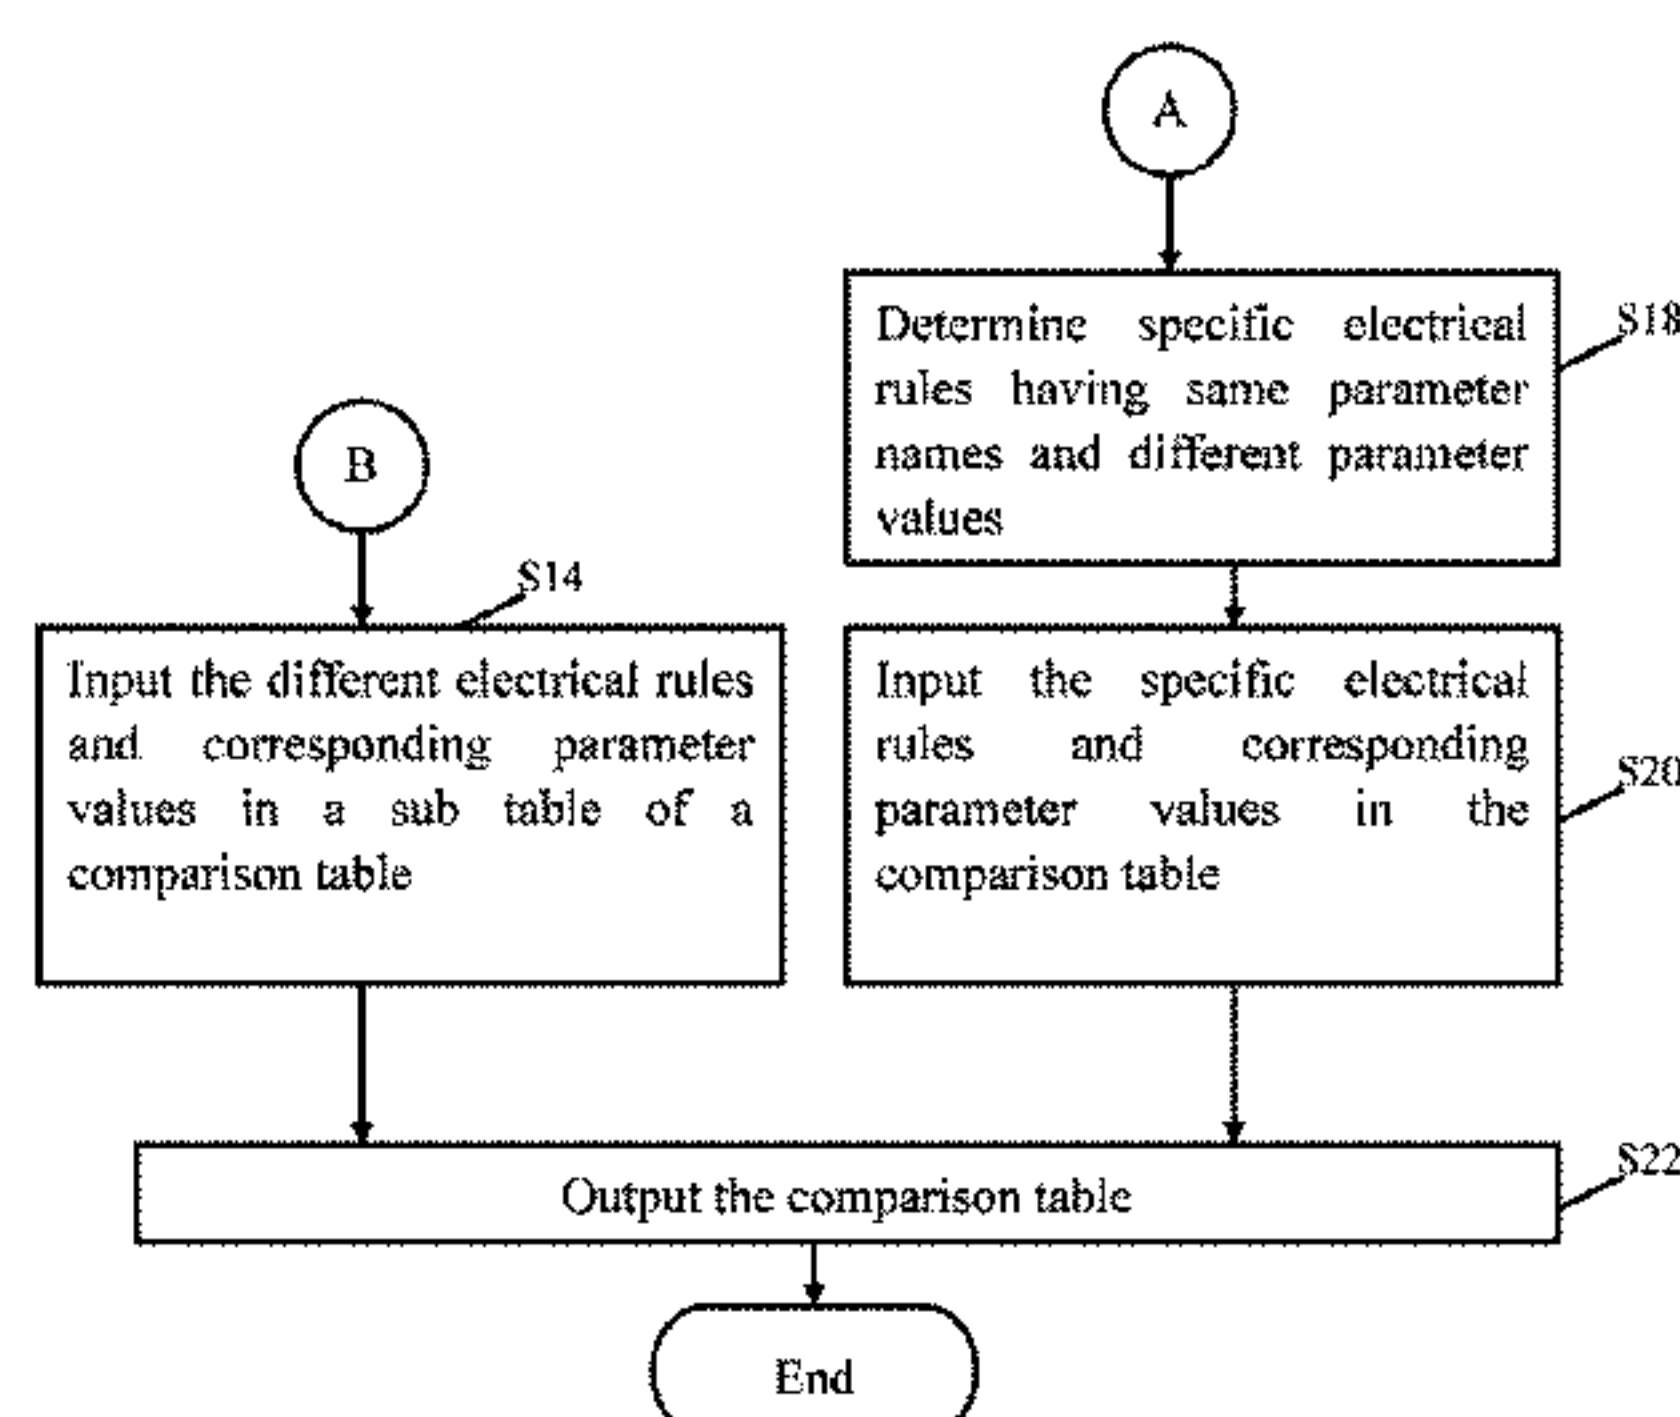 A
Determine specific electrical
rules having same parameter
names and different parameter
values
S18
B
S14
Input the different electrical rules
and corresponding parameter
values in a sub table of a
comparison table
Input the specific electrical
rules and corresponding
parameter values in the
comparison table
S20
Output the comparison table
S22
End